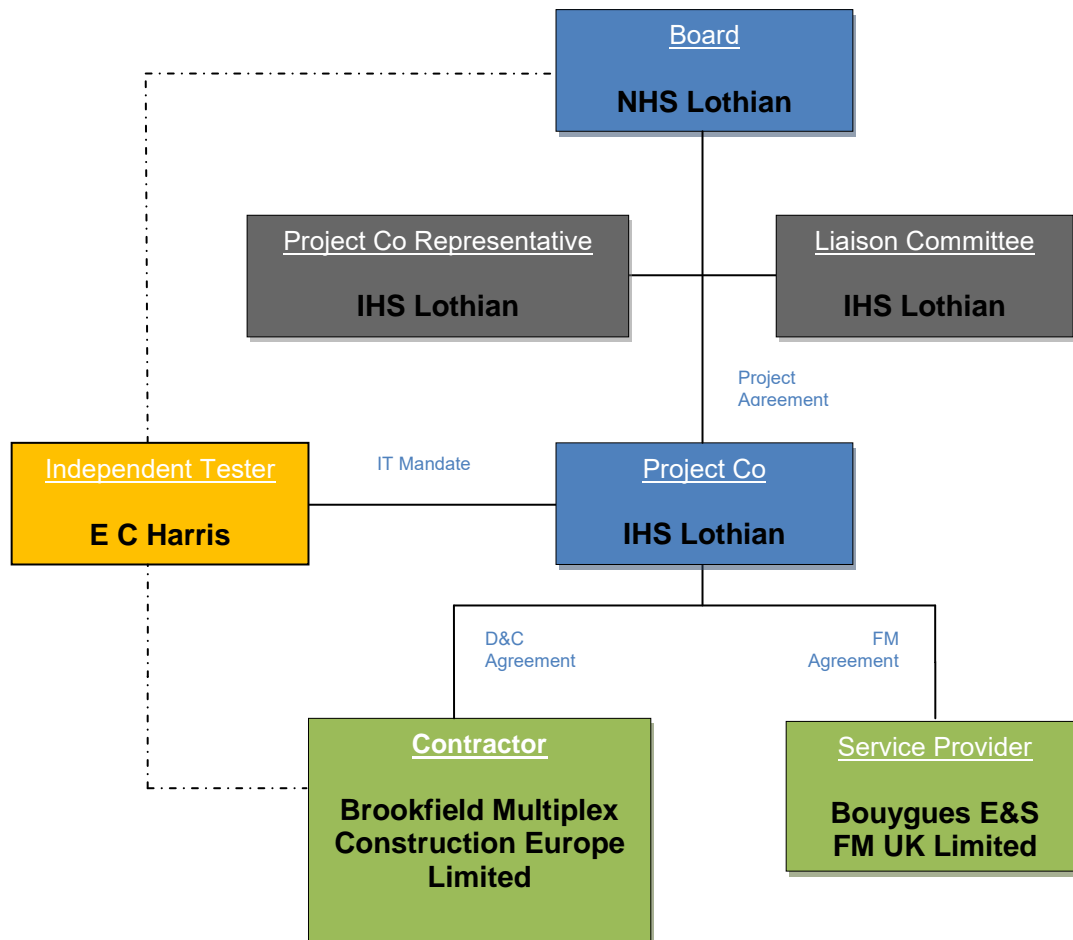 Board
NHS Lothian
Project Co Representative
IHS Lothian
Liaison Committee
IHS Lothian
Project
Agreement
Independent Tester
E C Harris
IT Mandate
Project Co
IHS Lothian
D&C
Agreement
FM
Agreement
Contractor
Brookfield Multiplex
Construction Europe
Limited
Service Provider
Bouygues E&S
FM UK Limited